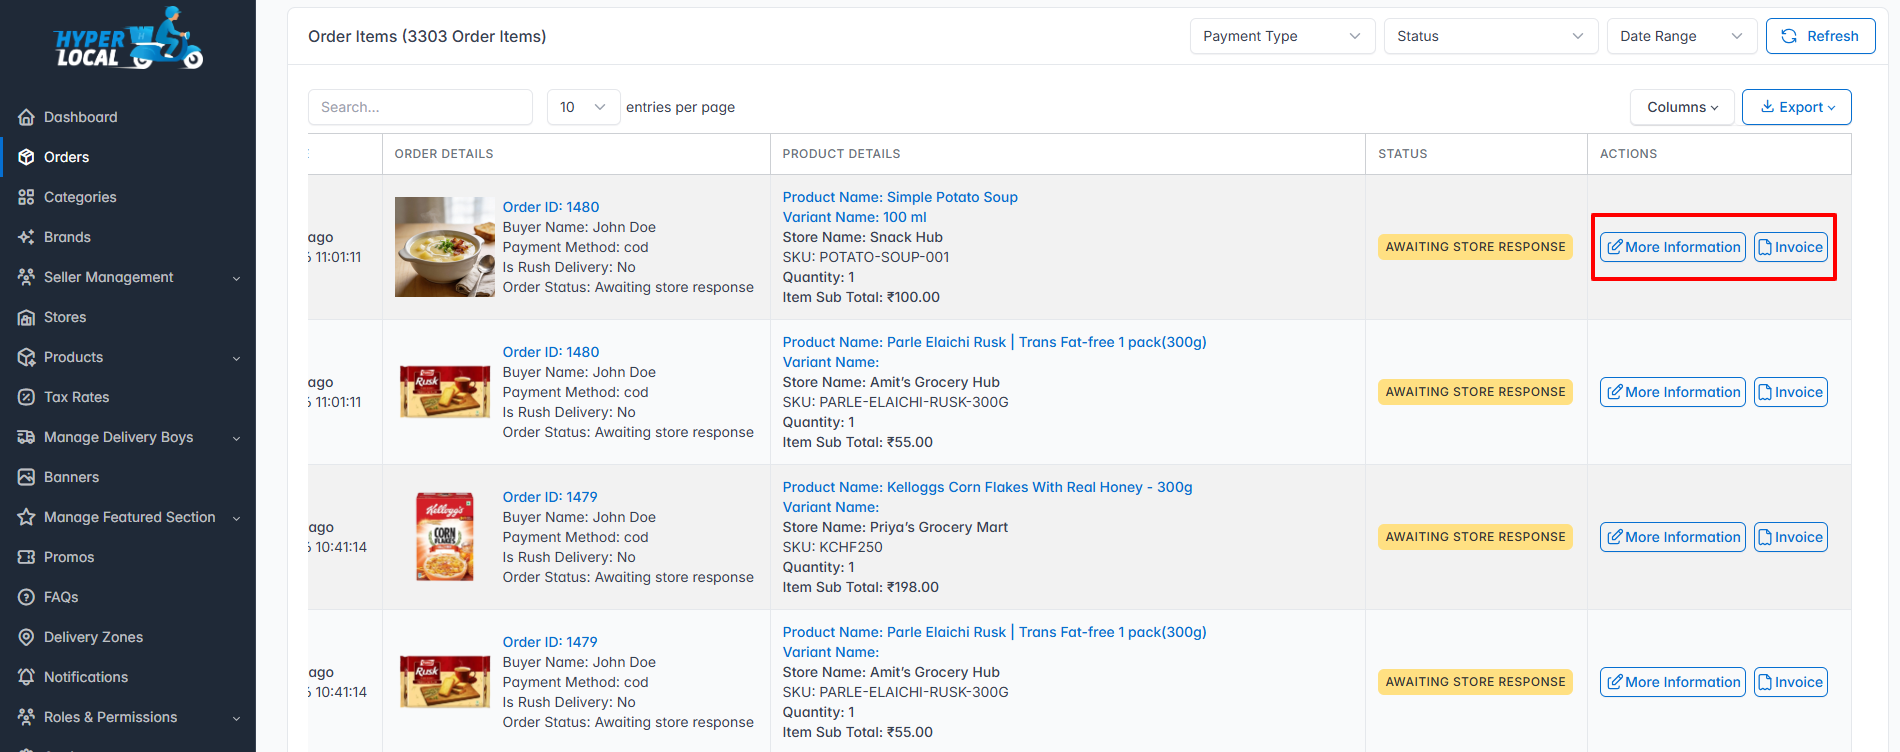 HYPER
LOCAL
Dashboard
Orders
Categories
Brands
Seller Management
Stores
Products
Tax Rates
Manage Delivery Boys
Banners
Manage Featured Section
Promos
FAQs
Delivery Zones
Notifications
Roles & Permissions
Order Items (3303 Order Items)
Payment Type
Status
Date Range
Refresh
Search...
10
entries per page
Columns
Export
ORDER DETAILS
PRODUCT DETAILS
STATUS
ACTIONS
ago
11:01:11
Order ID: 1480
Buyer Name: John Doe
Payment Method: cod
Is Rush Delivery: No
Order Status: Awaiting store response
Product Name: Simple Potato Soup
Variant Name: 100 ml
Store Name: Snack Hub
SKU: POTATO-SOUP-001
Quantity: 1
Item Sub Total: ₹100.00
AWAITING STORE RESPONSE
More Information
Invoice
ago
11:01:11
Rusk
Order ID: 1480
Buyer Name: John Doe
Payment Method: cod
Is Rush Delivery: No
Order Status: Awaiting store response
Product Name: Parle Elaichi Rusk | Trans Fat-free 1 pack(300g)
Variant Name:
Store Name: Amit's Grocery Hub
SKU: PARLE-ELAICHI-RUSK-300G
Quantity: 1
Item Sub Total: ₹55.00
AWAITING STORE RESPONSE
More Information
Invoice
ago
10:41:14
Kellogg's
CORN
FLAKES
Order ID: 1479
Buyer Name: John Doe
Payment Method: cod
Is Rush Delivery: No
Order Status: Awaiting store response
Product Name: Kelloggs Corn Flakes With Real Honey - 300g
Variant Name:
Store Name: Priya's Grocery Mart
SKU: KCHF250
Quantity: 1
Item Sub Total: ₹198.00
AWAITING STORE RESPONSE
More Information
Invoice
ago
10:41:14
Rusk
Order ID: 1479
Buyer Name: John Doe
Payment Method: cod
Is Rush Delivery: No
Order Status: Awaiting store response
Product Name: Parle Elaichi Rusk | Trans Fat-free 1 pack(300g)
Variant Name:
Store Name: Amit's Grocery Hub
SKU: PARLE-ELAICHI-RUSK-300G
Quantity: 1
Item Sub Total: ₹55.00
AWAITING STORE RESPONSE
More Information
Invoice